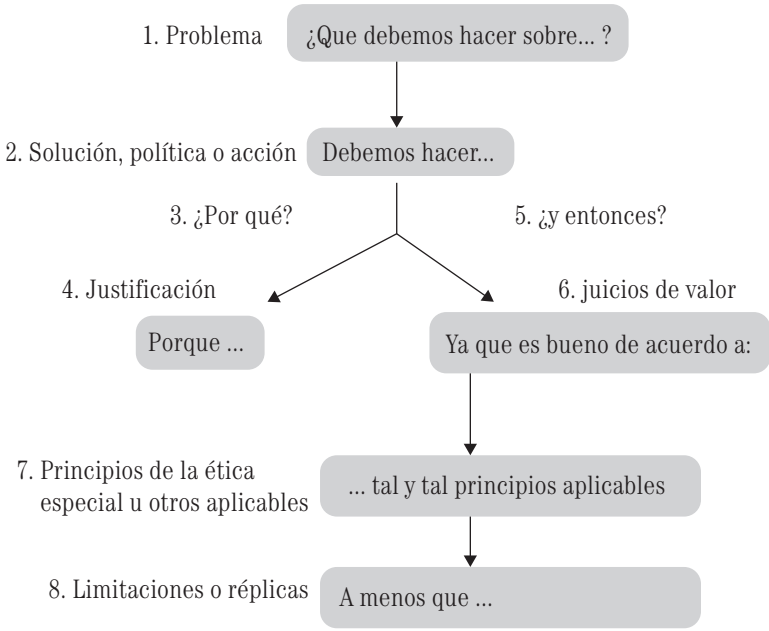 1. Problema
¿Que debemos hacer sobre... ?
2. Solución, política o acción
Debemos hacer...
3. ¿Por qué?
5. ¿y entonces?
4. Justificación
6. juicios de valor
Porque ...
Ya que es bueno de acuerdo a:
7. Principios de la ética
especial u otros aplicables
... tal y tal principios aplicables
8. Limitaciones o réplicas
A menos que ...